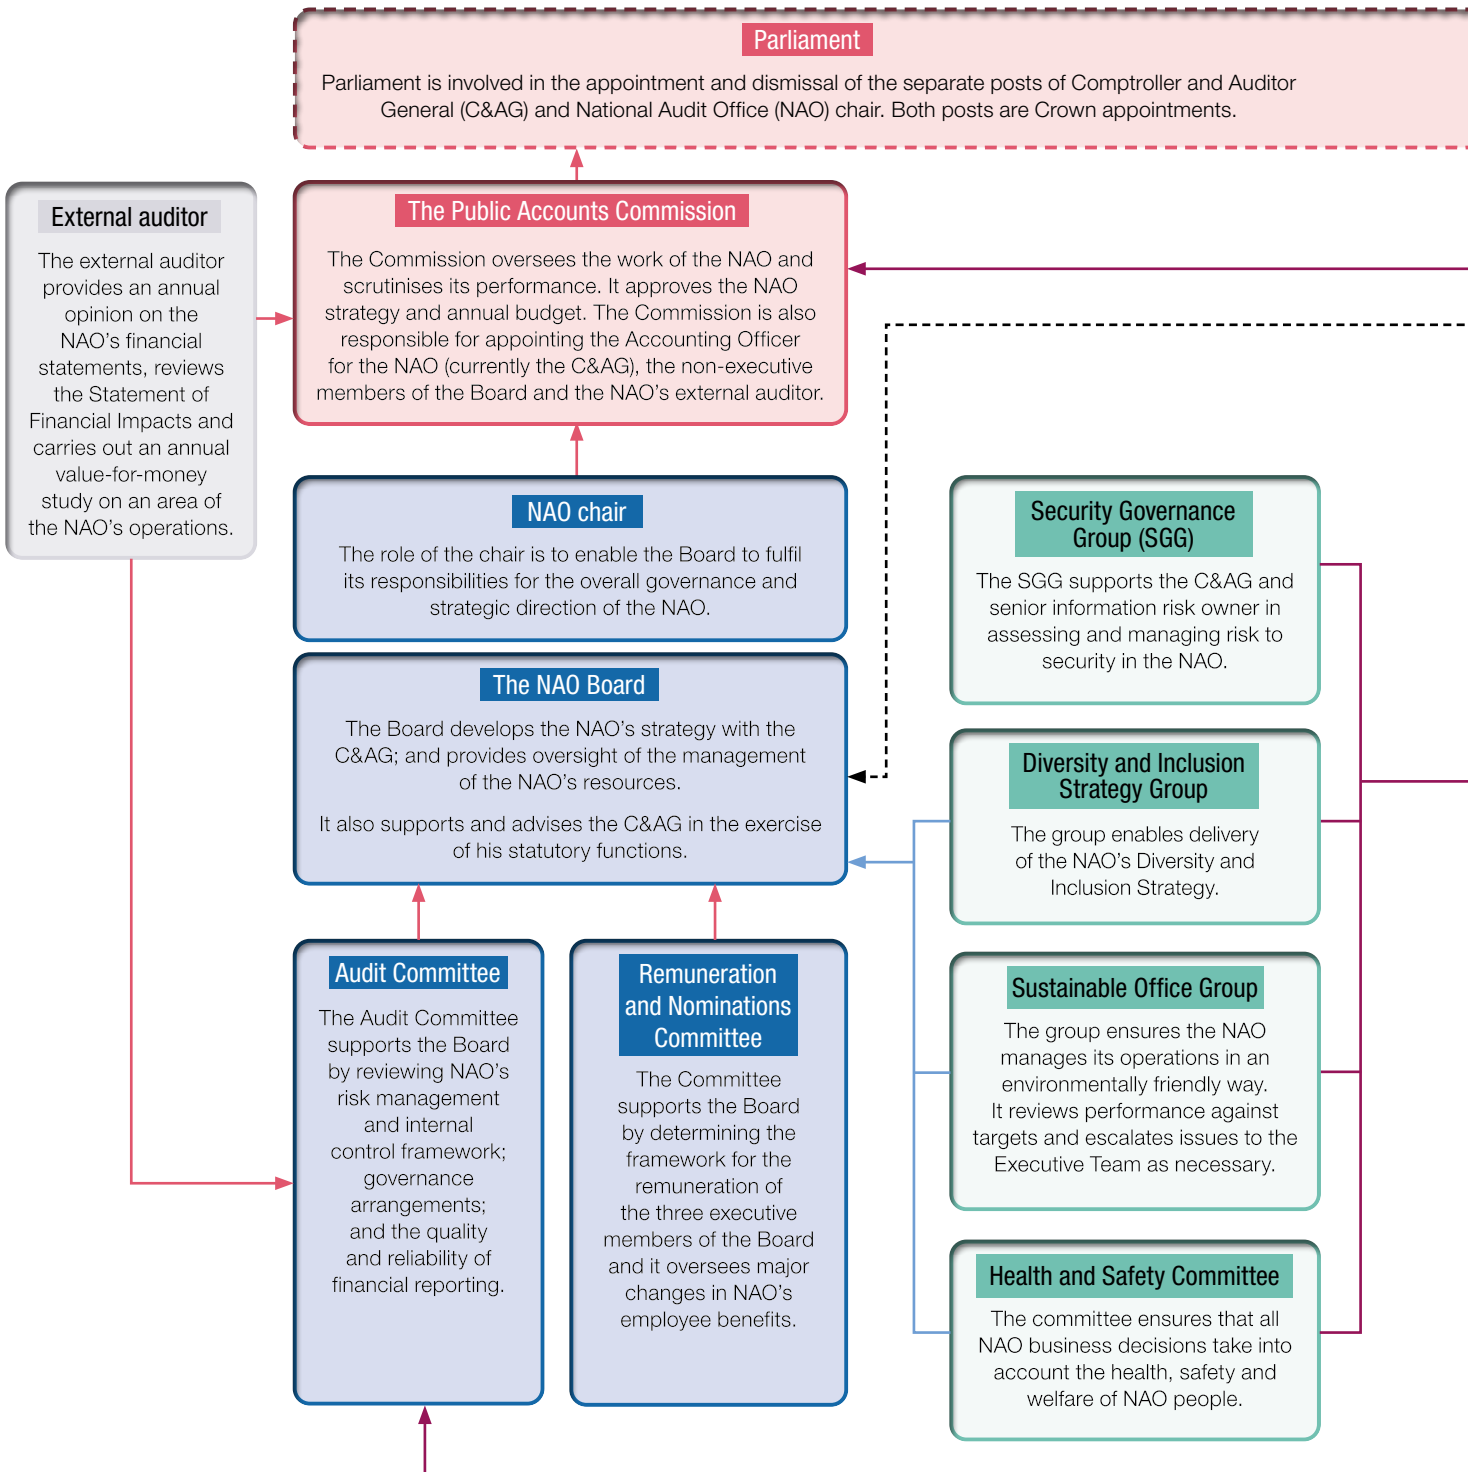 Parliament
Parliament is involved in the appointment and dismissal of the separate posts of Comptroller and Auditor
General (C&AG) and National Audit Office (NAO) chair. Both posts are Crown appointments.
External auditor
The external auditor
provides an annual
opinion on the
NAO’s financial
statements, reviews
the Statement of
Financial Impacts and
carries out an annual
value-for-money
study on an area of
the NAO’s operations.
The Public Accounts Commission
The Commission oversees the work of the NAO and
scrutinises its performance. It approves the NAO
strategy and annual budget. The Commission is also
responsible for appointing the Accounting Officer
for the NAO (currently the C&AG), the non-executive
members of the Board and the NAO’s external auditor.
NAO chair
The role of the chair is to enable the Board to fulfil
its responsibilities for the overall governance and
strategic direction of the NAO.
The NAO Board
The Board develops the NAO’s strategy with the
C&AG; and provides oversight of the management
of the NAO’s resources.
It also supports and advises the C&AG in the exercise
of his statutory functions.
Audit Committee
The Audit Committee
supports the Board
by reviewing NAO’s
risk management
and internal
control framework;
governance
arrangements;
and the quality
and reliability of
financial reporting.
Remuneration
and Nominations
Committee
The Committee
supports the Board
by determining the
framework for the
remuneration of
the three executive
members of the Board
and it oversees major
changes in NAO’s
employee benefits.
Security Governance
Group (SGG)
The SGG supports the C&AG and
senior information risk owner in
assessing and managing risk to
security in the NAO.
Diversity and Inclusion
Strategy Group
The group enables delivery
of the NAO’s Diversity and
Inclusion Strategy.
Sustainable Office Group
The group ensures the NAO
manages its operations in an
environmentally friendly way.
It reviews performance against
targets and escalates issues to the
Executive Team as necessary.
Health and Safety Committee
The committee ensures that all
NAO business decisions take into
account the health, safety and
welfare of NAO people.